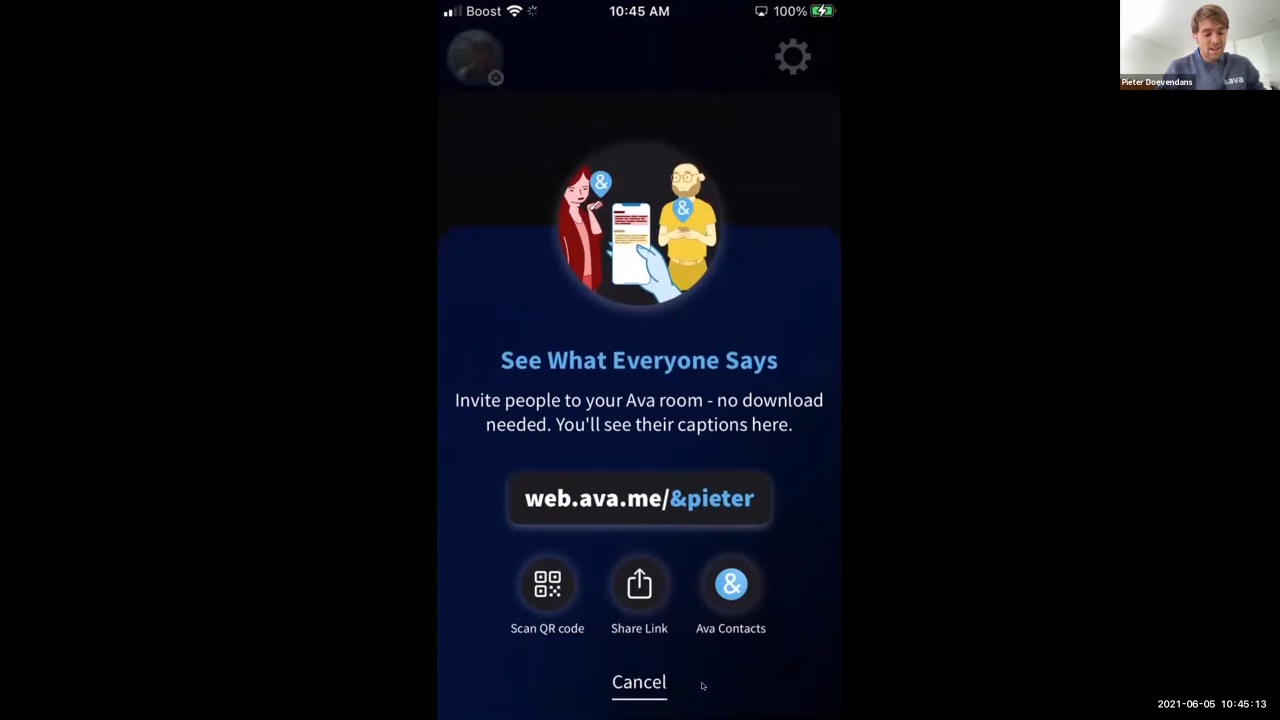 Boost
10:45 AM
100%
Pieter Doevendans
ava
&
&
See What Everyone Says
Invite people to your Ava room - no download
needed. You'll see their captions here.
web.ava.me/&pieter
&
Scan QR code
Share Link
Ava Contacts
Cancel
2021-06-05 10:45:13